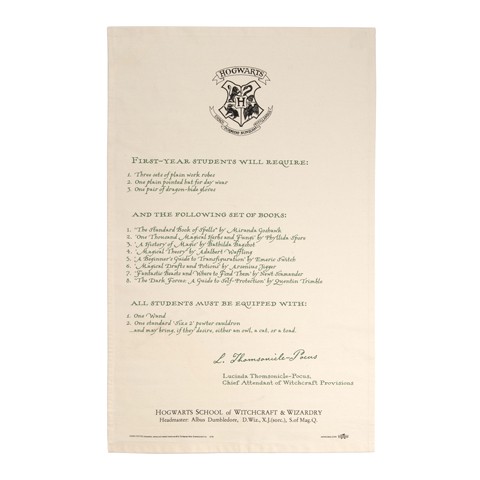 HOGWARTS
FIRST-YEAR STUDENTS WILL REQUIRE:
1. Three sets of plain work robes
2. One plain pointed hat for day wear
3. One pair of dragon-hide gloves
AND THE FOLLOWING SET OF BOOKS:
1. "The Standard Book of Spells" by Miranda Goshawk
2. "One Thousand Magical Herbs and Fungi" by Phyllida Spore
3. "A History of Magic" by Bathilda Bagshot
4. "Magical Theory" by Adalbert Waffling
5. "A Beginner's Guide to Transfiguration" by Emeric Switch
6. "Magical Drafts and Potions" by Arsenius Jigger
7. "Fantastic Beasts and Where to Find Them" by Newt Scamander
8. "The Dark Forces: A Guide to Self-Protection" by Quentin Trimble
ALL STUDENTS MUST BE EQUIPPED WITH:
1. One Wand
2. One standard 'Size 2' pewter cauldron
...and may bring, if they desire, either an owl, a cat, or a toad.
L. Thomsonicle-Pocus
Lucinda Thomsonicle-Pocus,
Chief Attendant of Witchcraft Provisions
HOGWARTS SCHOOL of WITCHCRAFT & WIZARDRY
Headmaster: Albus Dumbledore, D.Wiz., X.J.(sorc.), S.of Mag.Q.